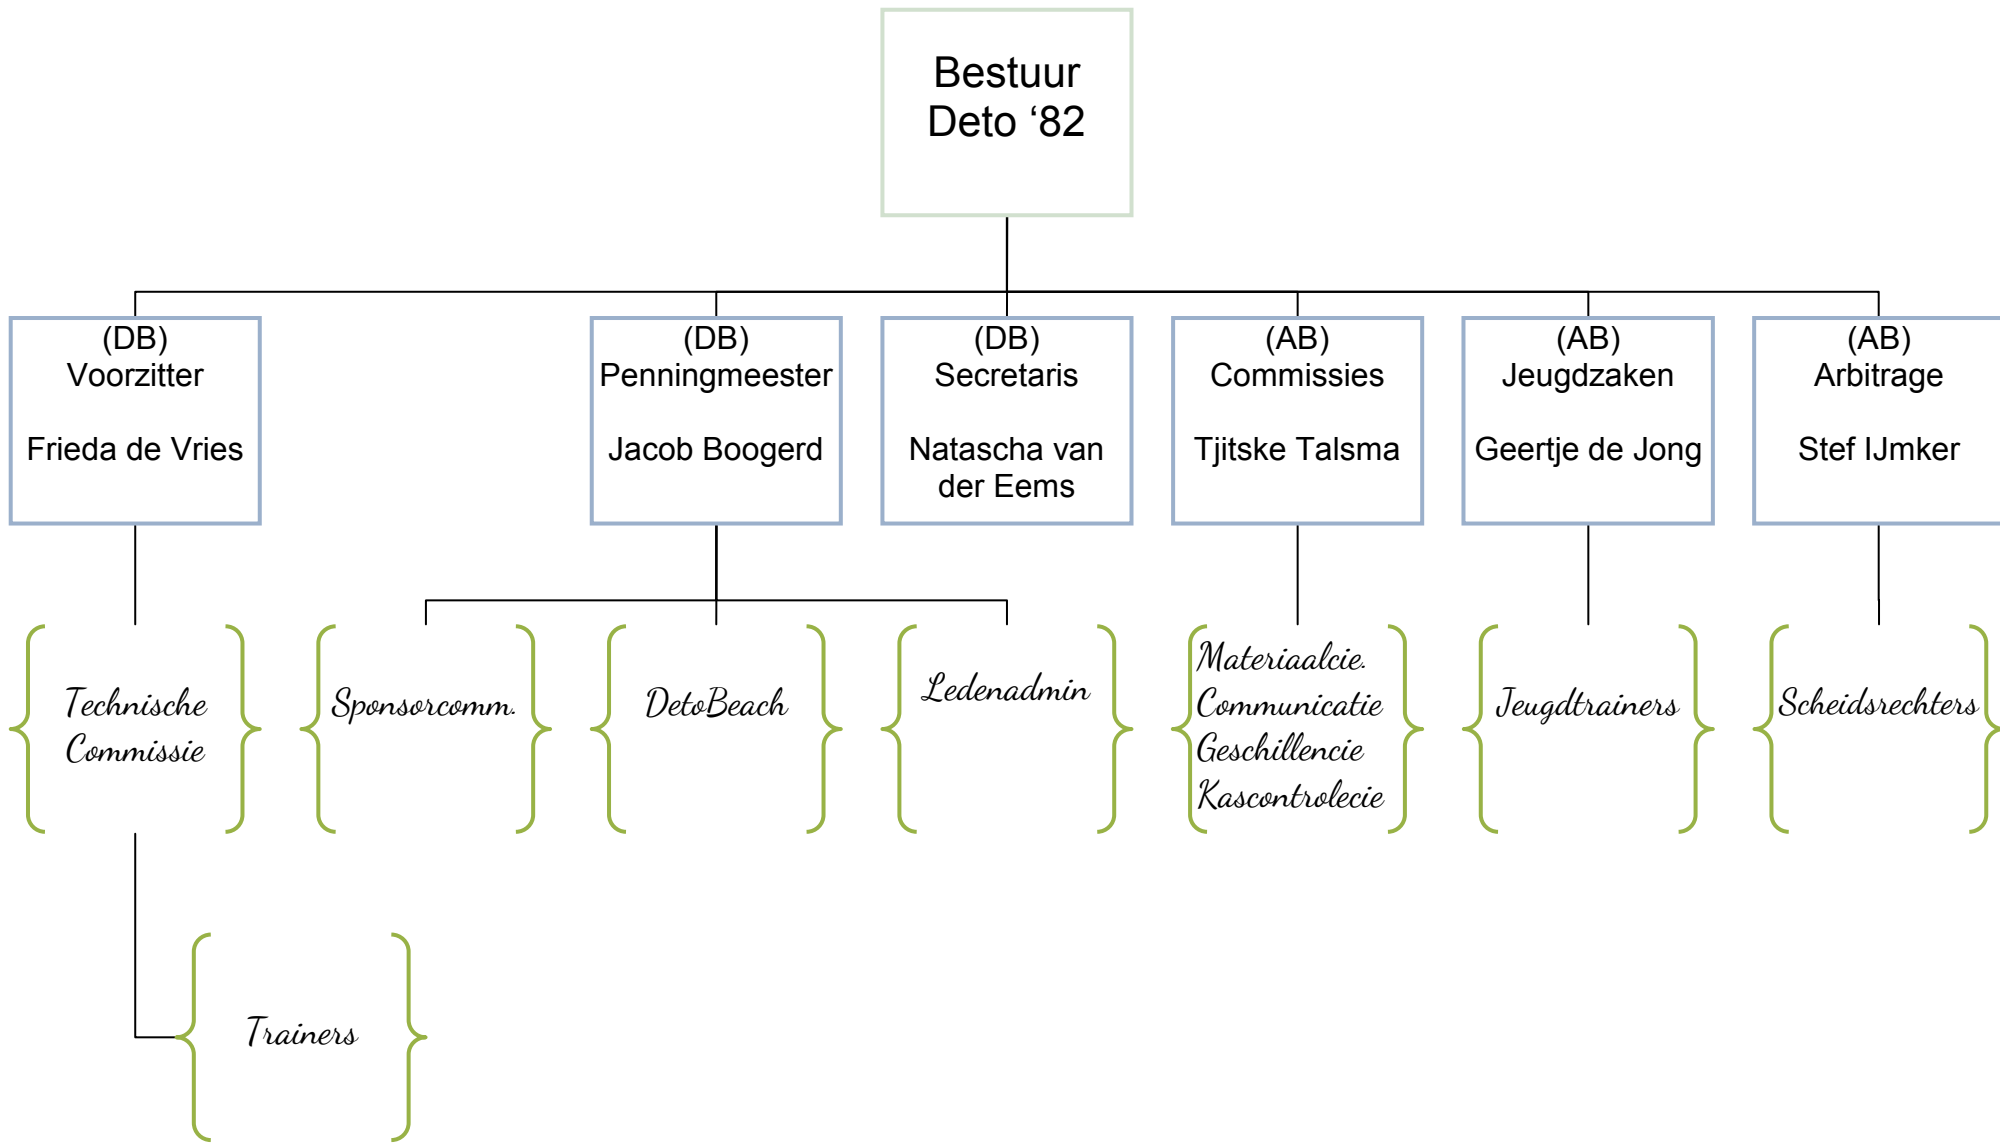 Bestuur
Deto ‘82
(DB)
Voorzitter
Frieda de Vries
(DB)
Penningmeester
Jacob Boogerd
(DB)
Secretaris
Natascha van
der Eems
(AB)
Commissies
Tjitske Talsma
(AB)
Jeugdzaken
Geertje de Jong
(AB)
Arbitrage
Stef IJmker
Technische
Commissie
Sponsorcomm.
DetoBeach
Ledenadmin
Materiaalcie.
Communicatie
Geschillencie
Kascontrolecie
Jeugdtrainers
Scheidsrechters
Trainers